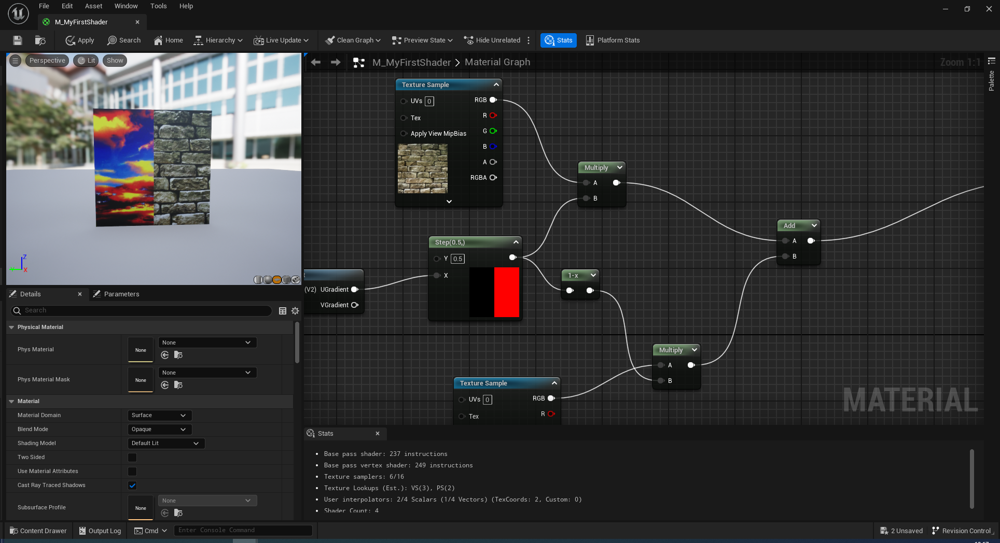 File Edit Asset Window Tools Help
M_MyFirstShader
Apply Search Home Hierarchy Live Update Clean Graph Preview State Hide Unrelated Stats Platform Stats
Perspective Lit Show
M_MyFirstShader > Material Graph
Zoom 1:1
Palette
Texture Sample
UVs 0 RGB
R
Tex
G
Apply View MipBias
B
A
RGBA
Multiply
A
B
Step(0.5,)
Y 0.5
X
(V2) UGradient
VGradient
1-x
Add
A
B
Multiply
A
B
Texture Sample
UVs 0 RGB
Tex R
MATERIAL
Z
X
Details Parameters
Search
Physical Material
Phys Material None None
Phys Material Mask None None
Material
Material Domain Surface
Blend Mode Opaque
Shading Model Default Lit
Two Sided
Use Material Attributes
Cast Ray Traced Shadows
Subsurface Profile None None
Stats
• Base pass shader: 237 instructions
• Base pass vertex shader: 249 instructions
• Texture samplers: 6/16
• Texture Lookups (Est.): VS(3), PS(2)
• User interpolators: 2/4 Scalars (1/4 Vectors) (TexCoords: 2, Custom: 0)
• Shader Count: 4
Content Drawer Output Log Cmd Enter Console Command 2 Unsaved Revision Control